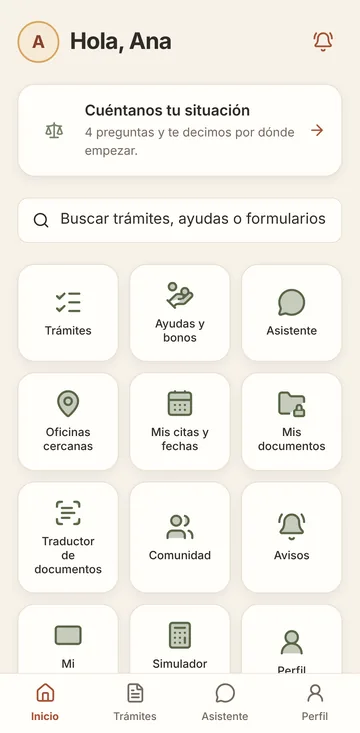 A
Hola, Ana
Cuéntanos tu situación
4 preguntas y te decimos por dónde
empezar.
Buscar trámites, ayudas o formularios
Trámites
Ayudas y
bonos
Asistente
Oficinas
cercanas
Mis citas y
fechas
Mis
documentos
Traductor
de
documentos
Comunidad
Avisos
Mi
Simulador
Perfil
Inicio
Trámites
Asistente
Perfil